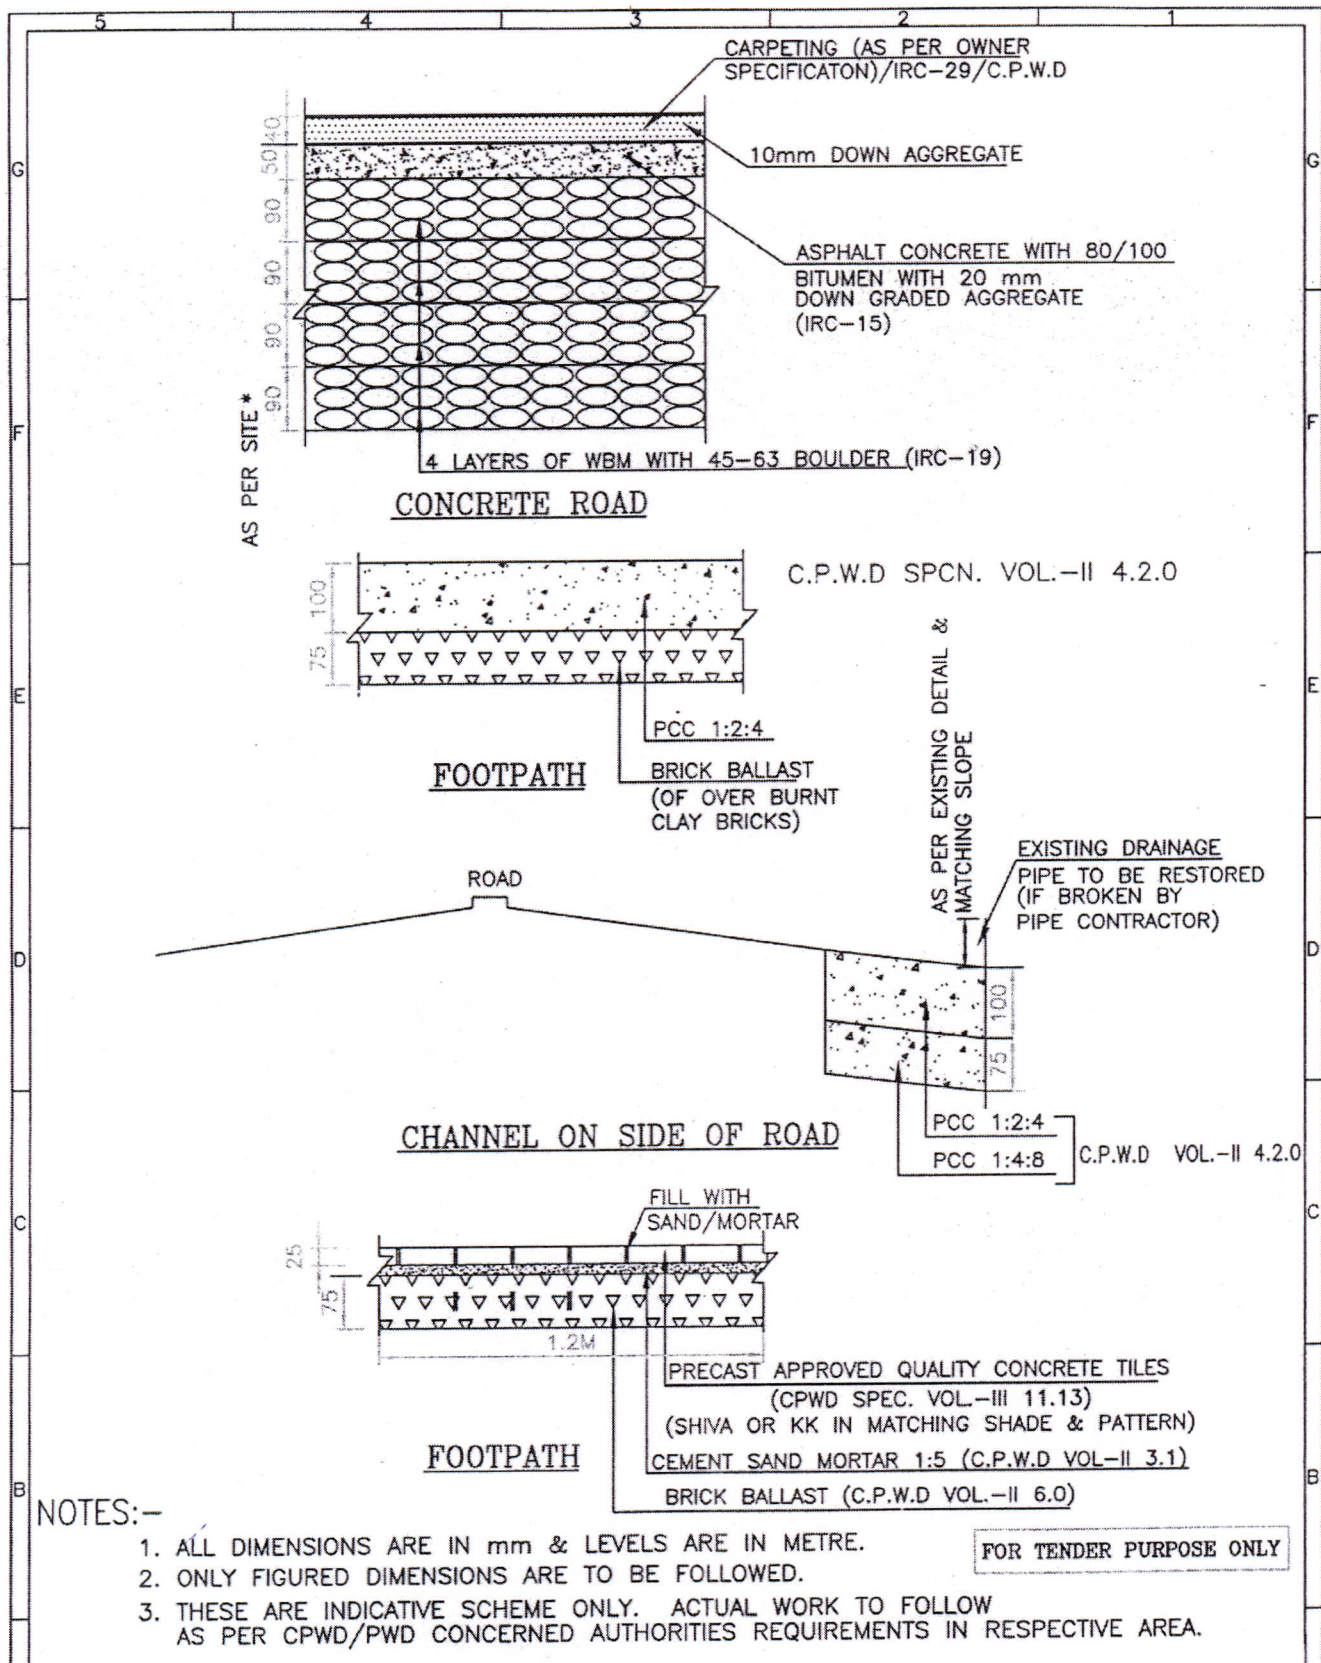 5 4 3 2 1
CARPETING (AS PER OWNER
SPECIFICATON)/IRC-29/C.P.W.D
10mm DOWN AGGREGATE
40
50
90
90
90
90
AS PER SITE*
ASPHALT CONCRETE WITH 80/100
BITUMEN WITH 20 mm
DOWN GRADED AGGREGATE
(IRC-15)
4 LAYERS OF WBM WITH 45-63 BOULDER (IRC-19)
CONCRETE ROAD
G G
F F
C.P.W.D SPCN. VOL.-II 4.2.0
100
75
PCC 1:2:4
BRICK BALLAST
(OF OVER BURNT
CLAY BRICKS)
FOOTPATH
E E
AS PER EXISTING DETAIL &
MATCHING SLOPE
EXISTING DRAINAGE
PIPE TO BE RESTORED
(IF BROKEN BY
PIPE CONTRACTOR)
ROAD
D D
100
75
PCC 1:2:4
PCC 1:4:8
C.P.W.D VOL.-II 4.2.0
CHANNEL ON SIDE OF ROAD
FILL WITH
SAND/MORTAR
C C
25
75
1.2M
PRECAST APPROVED QUALITY CONCRETE TILES
(CPWD SPEC. VOL.-III 11.13)
(SHIVA OR KK IN MATCHING SHADE & PATTERN)
CEMENT SAND MORTAR 1:5 (C.P.W.D VOL-II 3.1)
BRICK BALLAST (C.P.W.D VOL.-II 6.0)
FOOTPATH
B B
NOTES:-
1. ALL DIMENSIONS ARE IN mm & LEVELS ARE IN METRE.
2. ONLY FIGURED DIMENSIONS ARE TO BE FOLLOWED.
3. THESE ARE INDICATIVE SCHEME ONLY. ACTUAL WORK TO FOLLOW
AS PER CPWD/PWD CONCERNED AUTHORITIES REQUIREMENTS IN RESPECTIVE AREA.
FOR TENDER PURPOSE ONLY